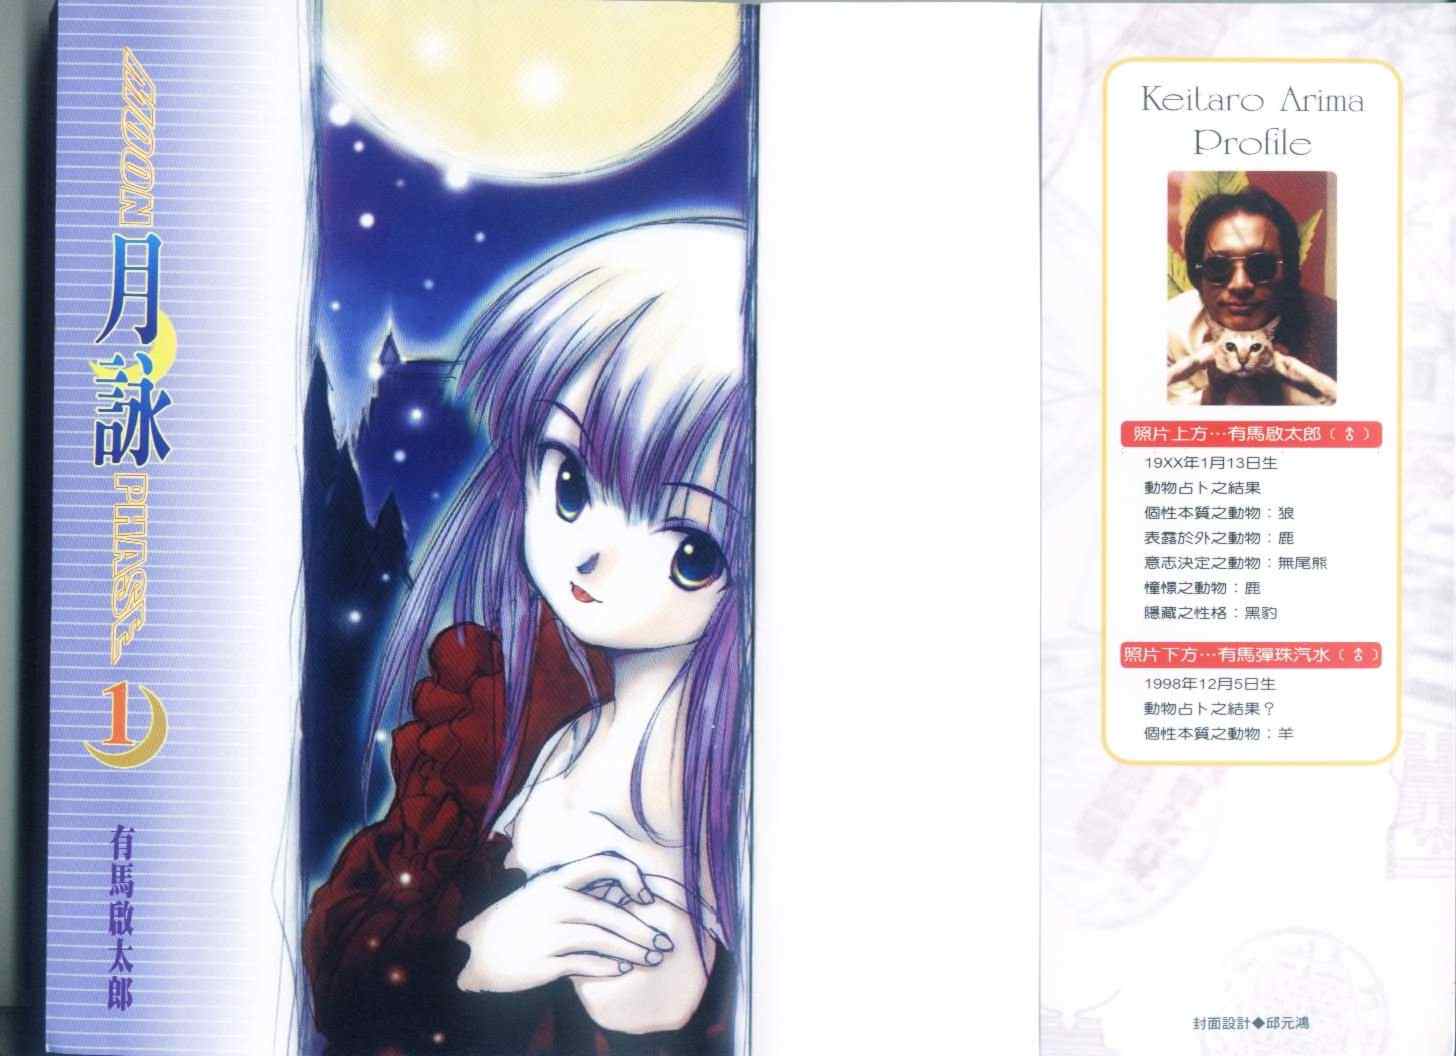 MOON
月詠
PHASE
1
有馬啟太郎
Keitaro Arima
Profile
照片上方…有馬啟太郎（♂）
19XX年1月13日生
動物占卜之結果
個性本質之動物：狼
表露於外之動物：鹿
意志決定之動物：無尾熊
憧憬之動物：鹿
隱藏之性格：黑豹
照片下方…有馬彈珠汽水（♂）
1998年12月5日生
動物占卜之結果？
個性本質之動物：羊
封面設計◆邱元鴻